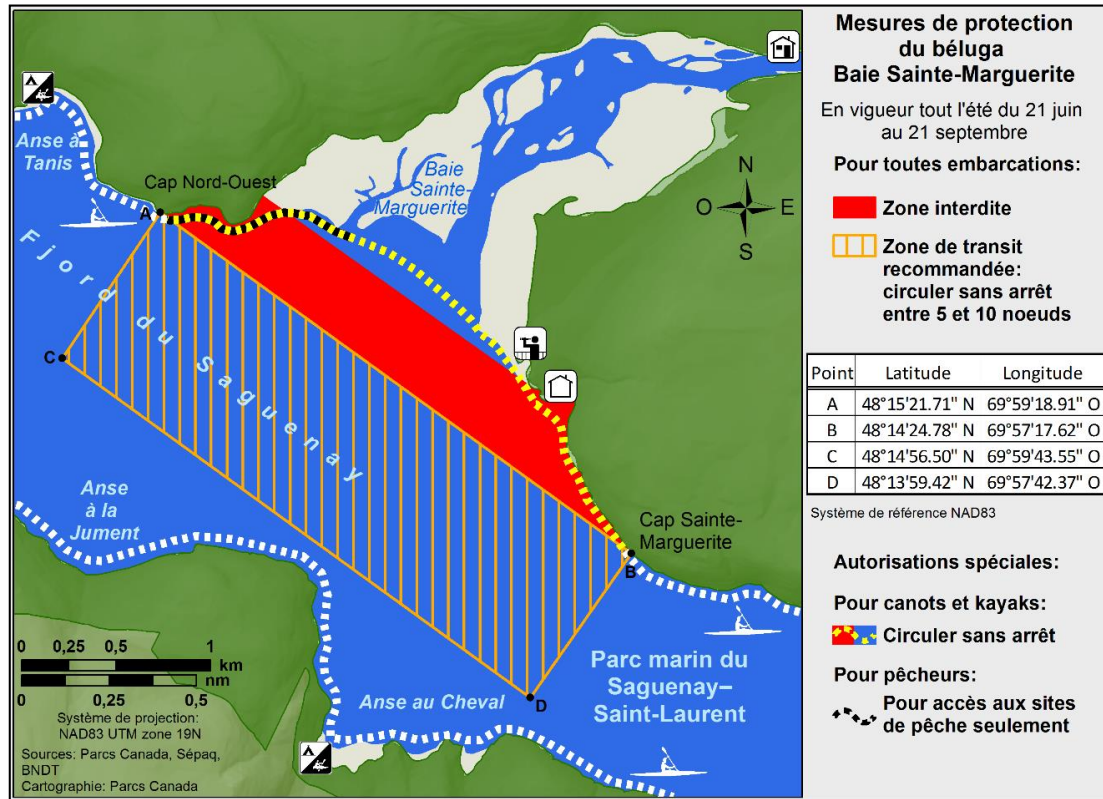 Mesures de protection
du béluga
Baie Sainte-Marguerite
En vigueur tout l'été du 21 juin
au 21 septembre
Pour toutes embarcations:
Zone interdite
Zone de transit
recommandée:
circuler sans arrêt
entre 5 et 10 noeuds
Point Latitude Longitude
A 48°15'21.71" N 69°59'18.91" O
B 48°14'24.78" N 69°57'17.62" O
C 48°14'56.50" N 69°59'43.55" O
D 48°13'59.42" N 69°57'42.37" O
Système de référence NAD83
Autorisations spéciales:
Pour canots et kayaks:
Circuler sans arrêt
Pour pêcheurs:
Pour accès aux sites
de pêche seulement
Anse à
Tanis
Cap Nord-Ouest
Baie
Sainte-
Marguerite
N
O E
S
A
Fjord du Saguenay
C
Anse
à la
Jument
Cap Sainte-
Marguerite
B
Parc marin du
Saguenay–
Saint-Laurent
Anse au Cheval
D
0 0,25 0,5 1
km
nm
0 0,25 0,5
Système de projection:
NAD83 UTM zone 19N
Sources: Parcs Canada, Sépaq,
BNDT
Cartographie: Parcs Canada